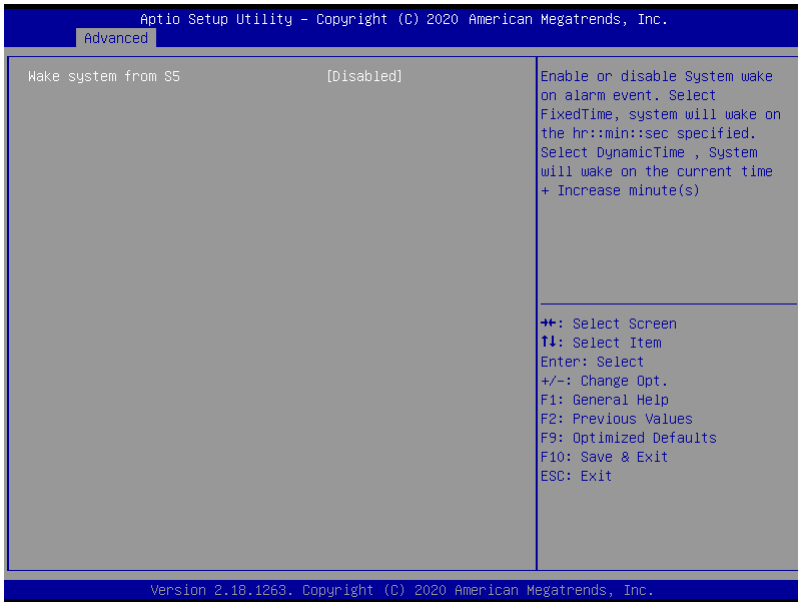 Aptio Setup Utility – Copyright (C) 2020 American Megatrends, Inc.
Advanced
Wake system from S5 [Disabled]
Enable or disable System wake
on alarm event. Select
FixedTime, system will wake on
the hr::min::sec specified.
Select DynamicTime , System
will wake on the current time
+ Increase minute(s)
→←: Select Screen
↑↓: Select Item
Enter: Select
+/-: Change Opt.
F1: General Help
F2: Previous Values
F9: Optimized Defaults
F10: Save & Exit
ESC: Exit
Version 2.18.1263. Copyright (C) 2020 American Megatrends, Inc.